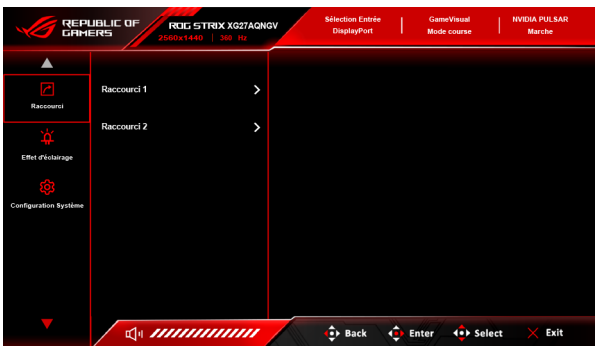 REPUBLIC OF
GAMERS
ROG STRIX XG27AQNGV
2560x1440 | 360 Hz
Sélection Entrée
DisplayPort
GameVisual
Mode course
NVIDIA PULSAR
Marche
Raccourci
Raccourci 1
Raccourci 2
Effet d'éclairage
Configuration Système
Back
Enter
Select
Exit